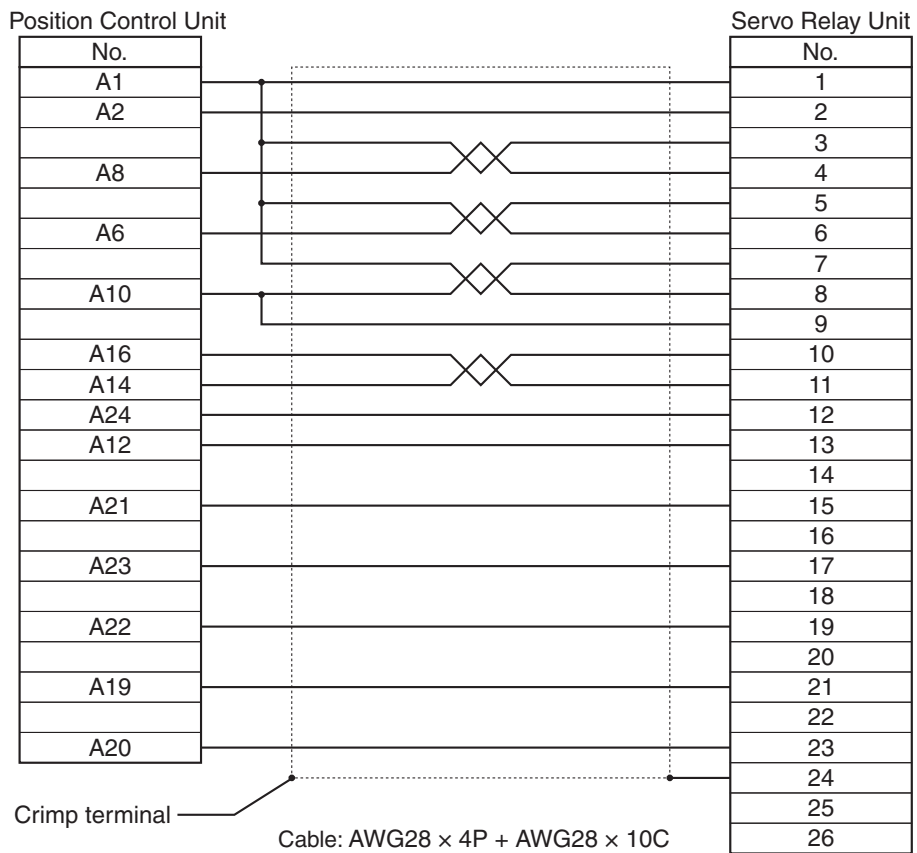 Position Control Unit Servo Relay Unit
No. No.
A1 1
A2 2
3
A8 4
5
A6 6
7
A10 8
9
A16 10
A14 11
A24 12
A12 13
14
A21 15
16
A23 17
18
A22 19
20
A19 21
22
A20 23
24
Crimp terminal 25
Cable: AWG28 × 4P + AWG28 × 10C 26